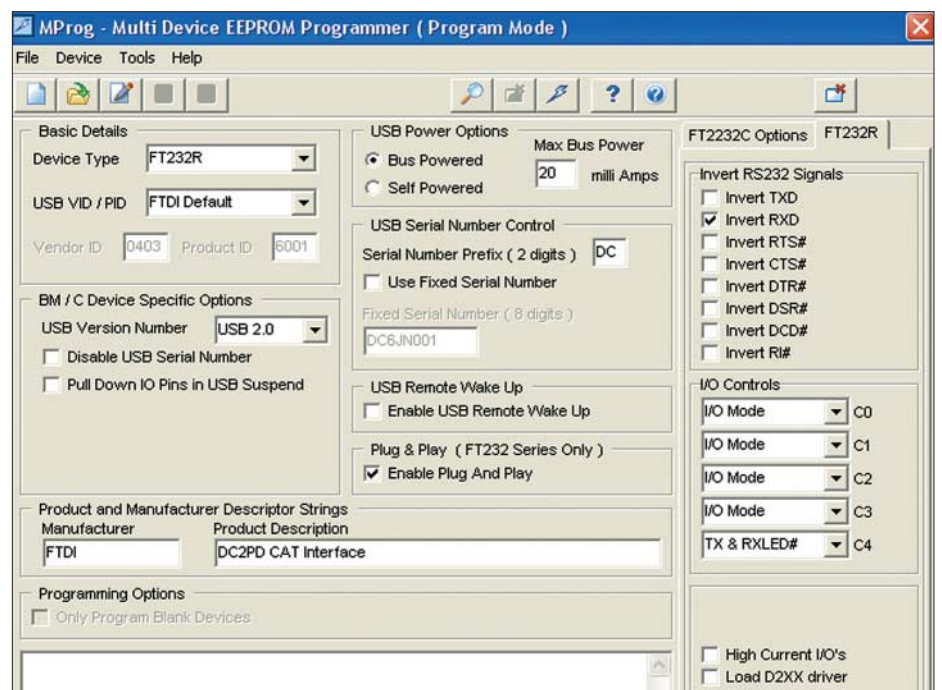 MProg - Multi Device EEPROM Programmer ( Program Mode )
File Device Tools Help
Basic Details
Device Type FT232R
USB VID / PID FTDI Default
Vendor ID 0403 Product ID 6001
BM / C Device Specific Options
USB Version Number USB 2.0
Disable USB Serial Number
Pull Down IO Pins in USB Suspend
USB Power Options
Bus Powered
Self Powered
Max Bus Power
20 milli Amps
USB Serial Number Control
Serial Number Prefix ( 2 digits ) DC
Use Fixed Serial Number
Fixed Serial Number ( 8 digits )
DC6JN001
USB Remote Wake Up
Enable USB Remote Wake Up
Plug & Play ( FT232 Series Only )
Enable Plug And Play
Product and Manufacturer Descriptor Strings
Manufacturer Product Description
FTDI DC2PD CAT Interface
Programming Options
Only Program Blank Devices
FT2232C Options FT232R
Invert RS232 Signals
Invert TXD
Invert RXD
Invert RTS#
Invert CTS#
Invert DTR#
Invert DSR#
Invert DCD#
Invert RI#
I/O Controls
I/O Mode C0
I/O Mode C1
I/O Mode C2
I/O Mode C3
TX & RXLED# C4
High Current I/O's
Load D2XX driver